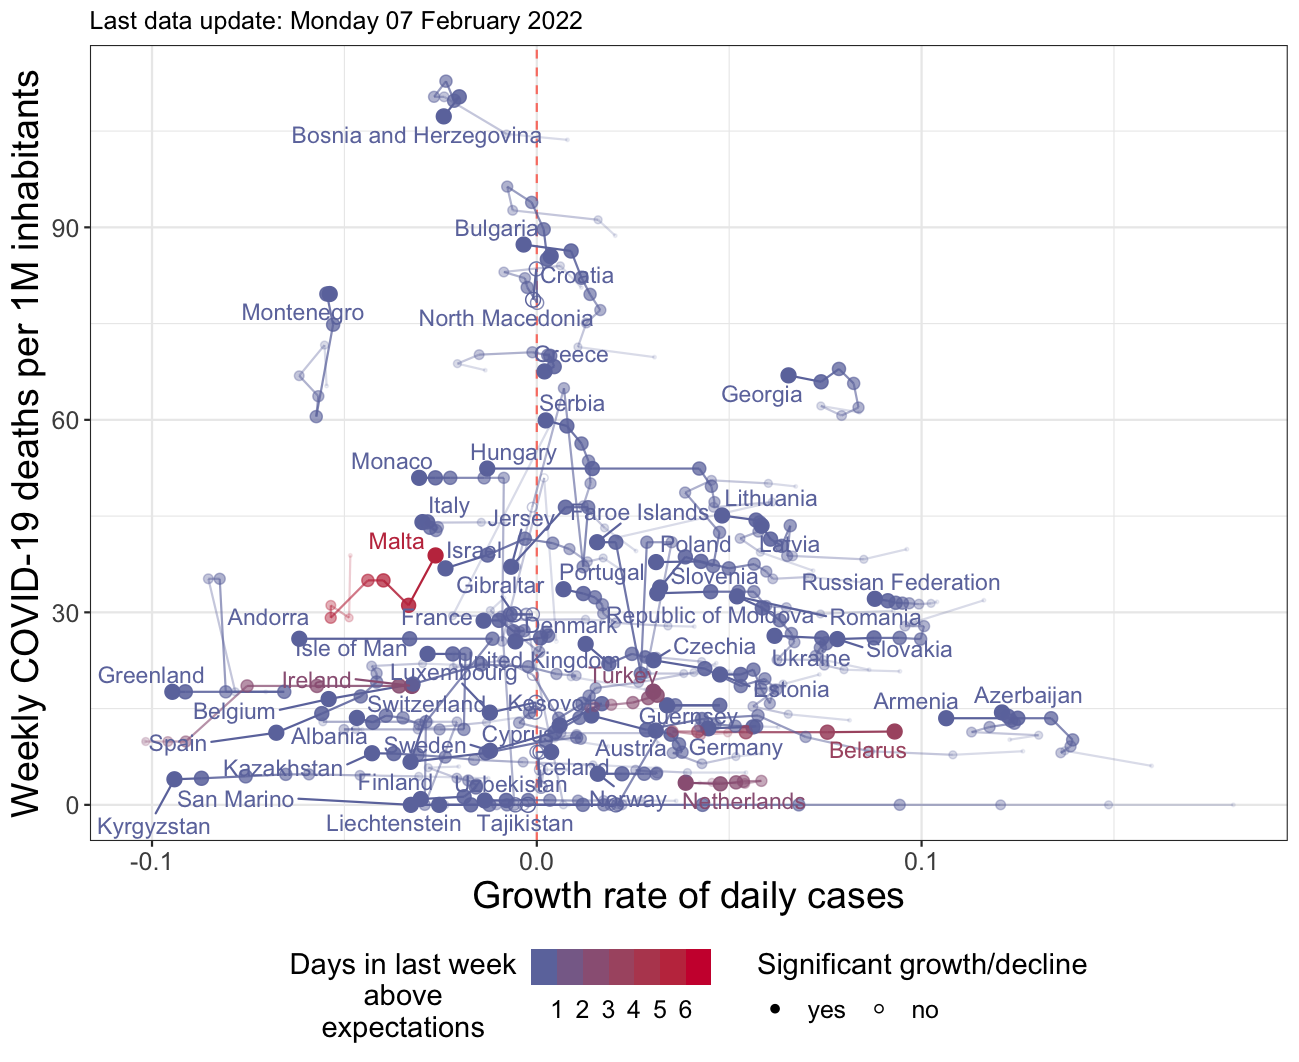 Last data update: Monday 07 February 2022
Weekly COVID-19 deaths per 1M inhabitants
90
60
30
0
Bosnia and Herzegovina
Bulgaria
Croatia
Montenegro
North Macedonia
Greece
Georgia
Serbia
Hungary
Monaco
Lithuania
Italy
Jersey
Faroe Islands
Malta
Israel
Poland
Latvia
Gibraltar
Portugal
Slovenia
Russian Federation
Andorra
France
Denmark
Republic of Moldova
Romania
Isle of Man
Czechia
Slovakia
United Kingdom
Ukraine
Greenland
Ireland
Luxembourg
Turkey
Estonia
Belgium
Switzerland
Kosovo
Armenia
Azerbaijan
Guernsey
Spain
Albania
Sweden
Cyprus
Austria
Germany
Belarus
Kazakhstan
Iceland
Finland
Uzbekistan
San Marino
Norway
Netherlands
Kyrgyzstan
Liechtenstein
Tajikistan
-0.1
0.0
0.1
Growth rate of daily cases
Days in last week
above
expectations
1 2 3 4 5 6
Significant growth/decline
yes
no